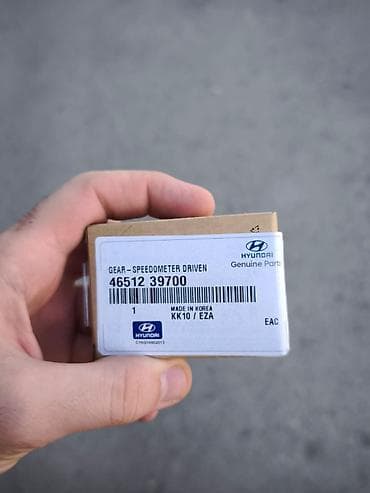 HYUNDAI
Genuine Parts
GEAR-SPEEDOMETER DRIVEN
46512 39700
1
MADE IN KOREA
KK10 / EZA
HYUNDAI
EAC